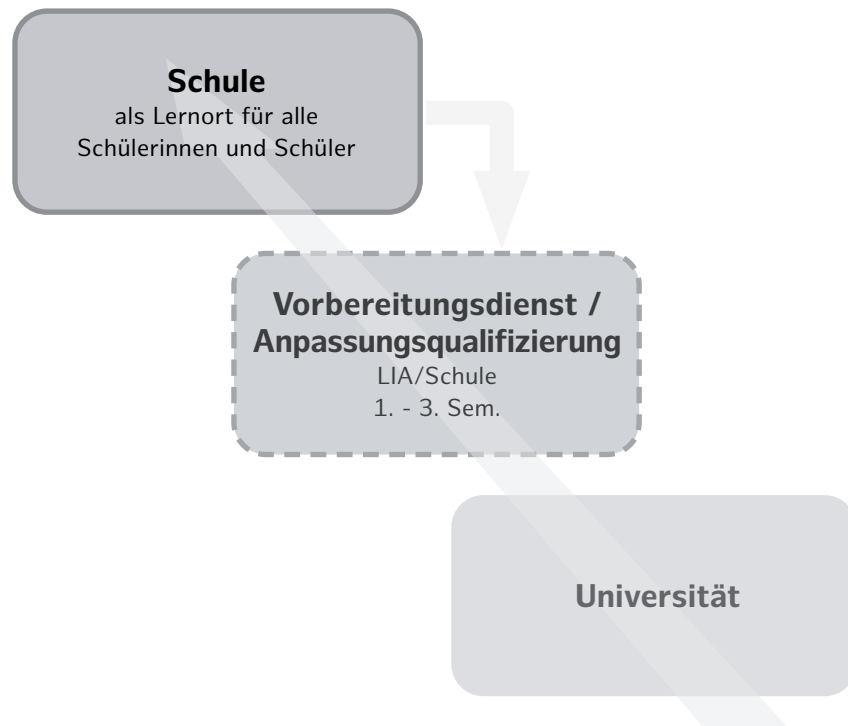 Schule
als Lernort für alle
Schülerinnen und Schüler
Vorbereitungsdienst /
Anpassungsqualifizierung
LIA/Schule
1. - 3. Sem.
Universität